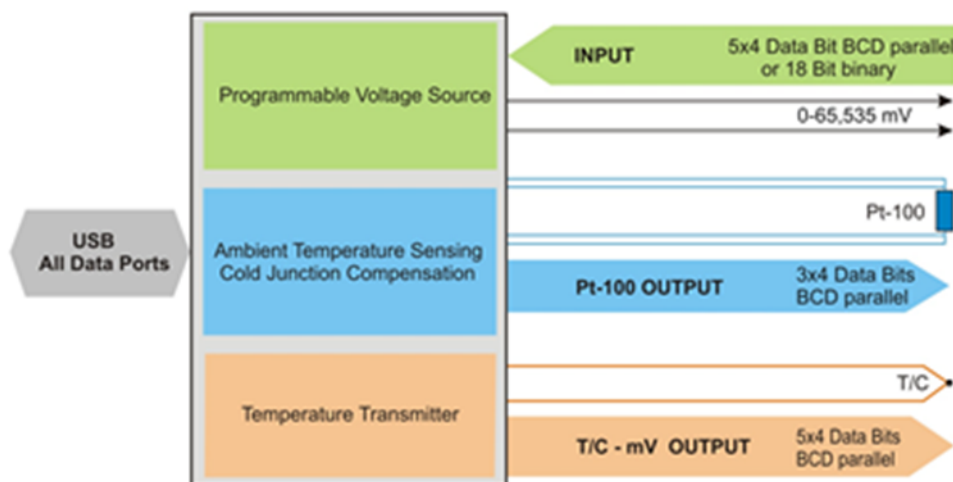 INPUT
5x4 Data Bit BCD parallel
or 18 Bit binary
Programmable Voltage Source
0-65,535 mV
Pt-100
USB
All Data Ports
Ambient Temperature Sensing
Cold Junction Compensation
Pt-100 OUTPUT
3x4 Data Bits
BCD parallel
T/C
Temperature Transmitter
T/C - mV OUTPUT
5x4 Data Bits
BCD parallel